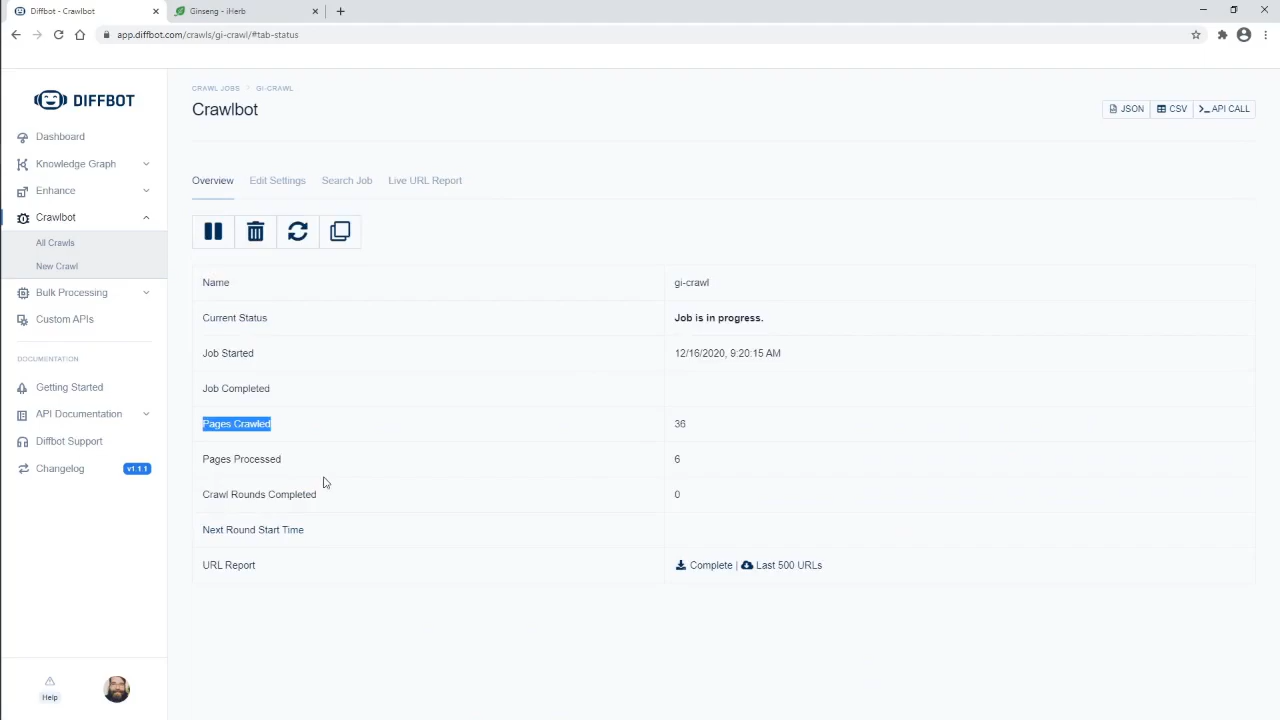 Diffbot - Crawlbot
Ginseng - iHerb
app.diffbot.com/crawls/gi-crawl/#tab-status
DIFFBOT
Dashboard
Knowledge Graph
Enhance
Crawlbot
All Crawls
New Crawl
Bulk Processing
Custom APIs
DOCUMENTATION
Getting Started
API Documentation
Diffbot Support
Changelog v1.1.1
Help
CRAWL JOBS > GI-CRAWL
Crawlbot
JSON CSV >_ API CALL
Overview Edit Settings Search Job Live URL Report
Name gi-crawl
Current Status Job is in progress.
Job Started 12/16/2020, 9:20:15 AM
Job Completed
Pages Crawled 36
Pages Processed 6
Crawl Rounds Completed 0
Next Round Start Time
URL Report Complete | Last 500 URLs